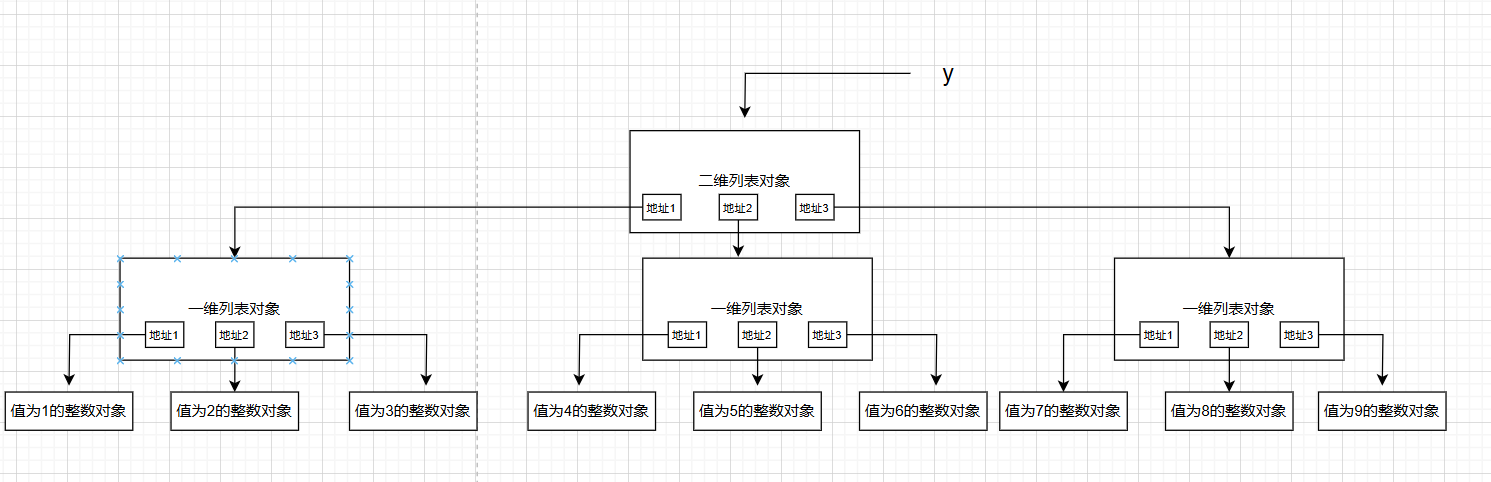 y
二维列表对象
地址1 地址2 地址3
一维列表对象 一维列表对象 一维列表对象
地址1 地址2 地址3 地址1 地址2 地址3 地址1 地址2 地址3
值为1的整数对象 值为2的整数对象 值为3的整数对象 值为4的整数对象 值为5的整数对象 值为6的整数对象 值为7的整数对象 值为8的整数对象 值为9的整数对象